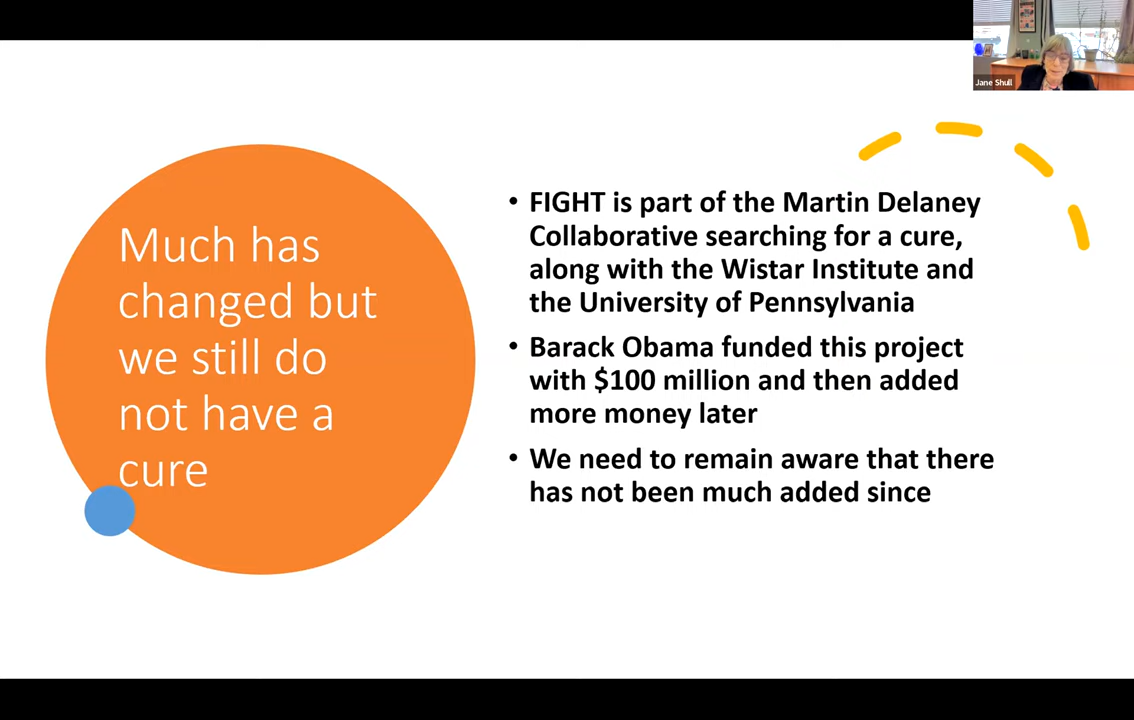 Jane Shull
Much has
changed but
we still do
not have a
cure
• FIGHT is part of the Martin Delaney
Collaborative searching for a cure,
along with the Wistar Institute and
the University of Pennsylvania
• Barack Obama funded this project
with $100 million and then added
more money later
• We need to remain aware that there
has not been much added since